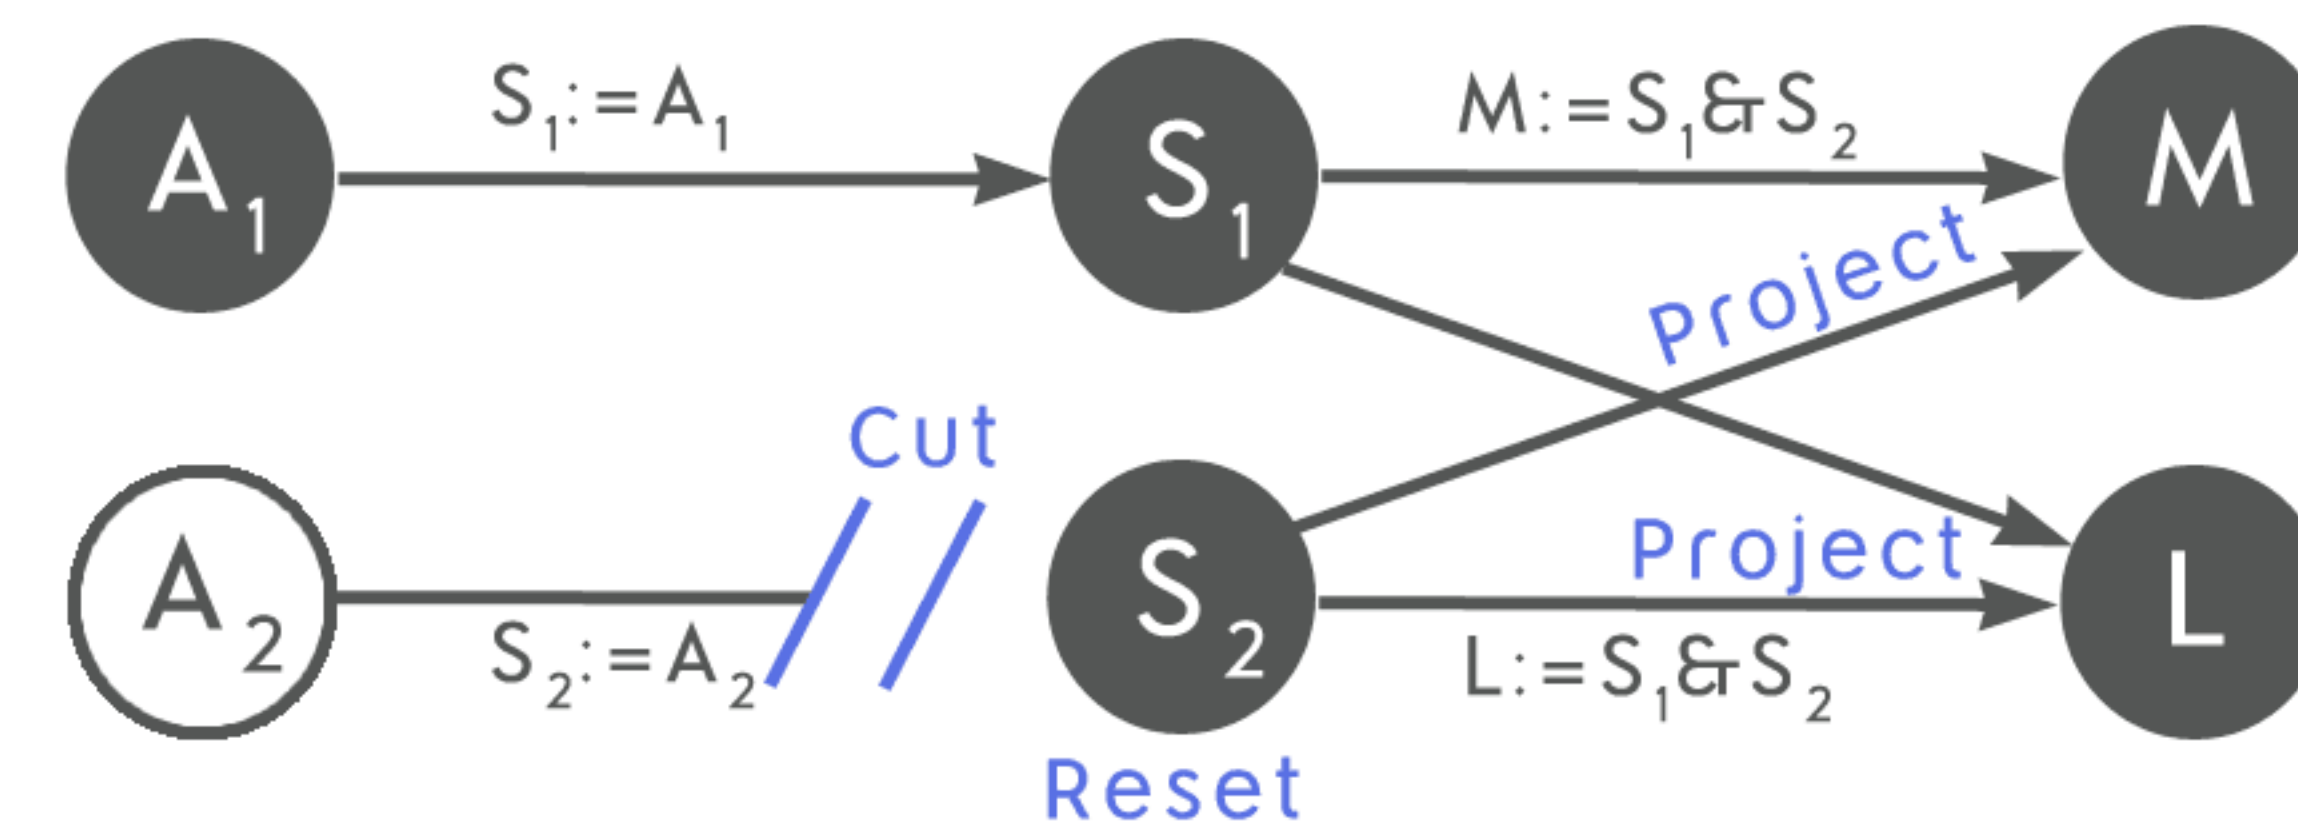 S₁:=A₁
M:=S₁&S₂
A₁
S₁
M
Project
Cut
Project
A₂
S₂:=A₂
S₂
L:=S₁&S₂
L
Reset